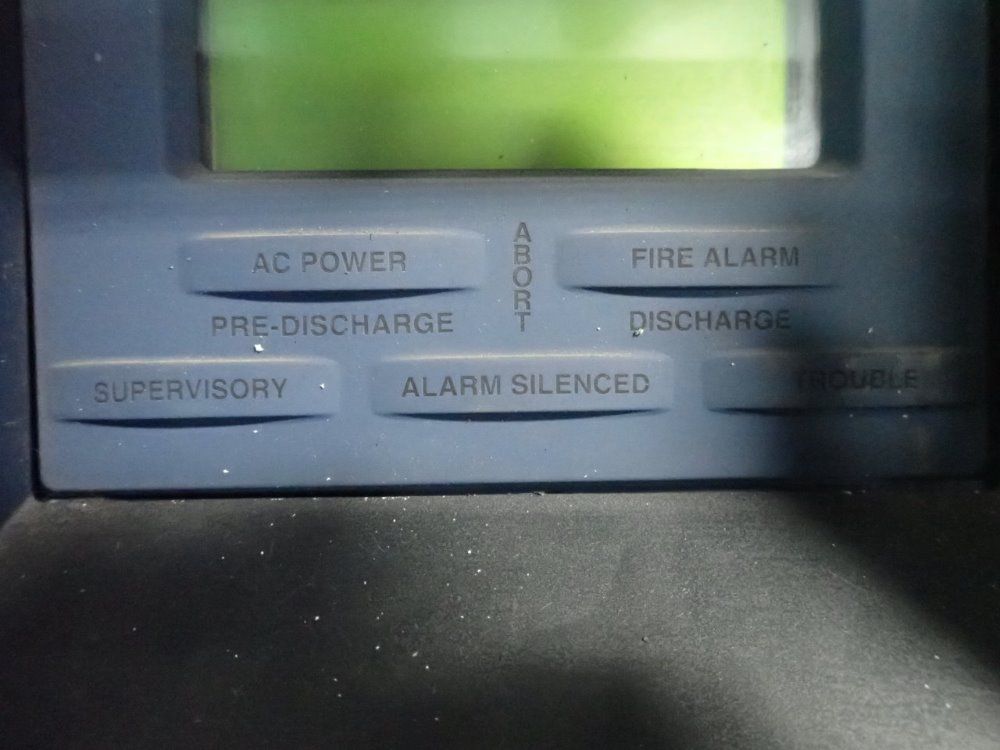 AC POWER
ABORT
FIRE ALARM
PRE-DISCHARGE
DISCHARGE
SUPERVISORY
ALARM SILENCED
TROUBLE